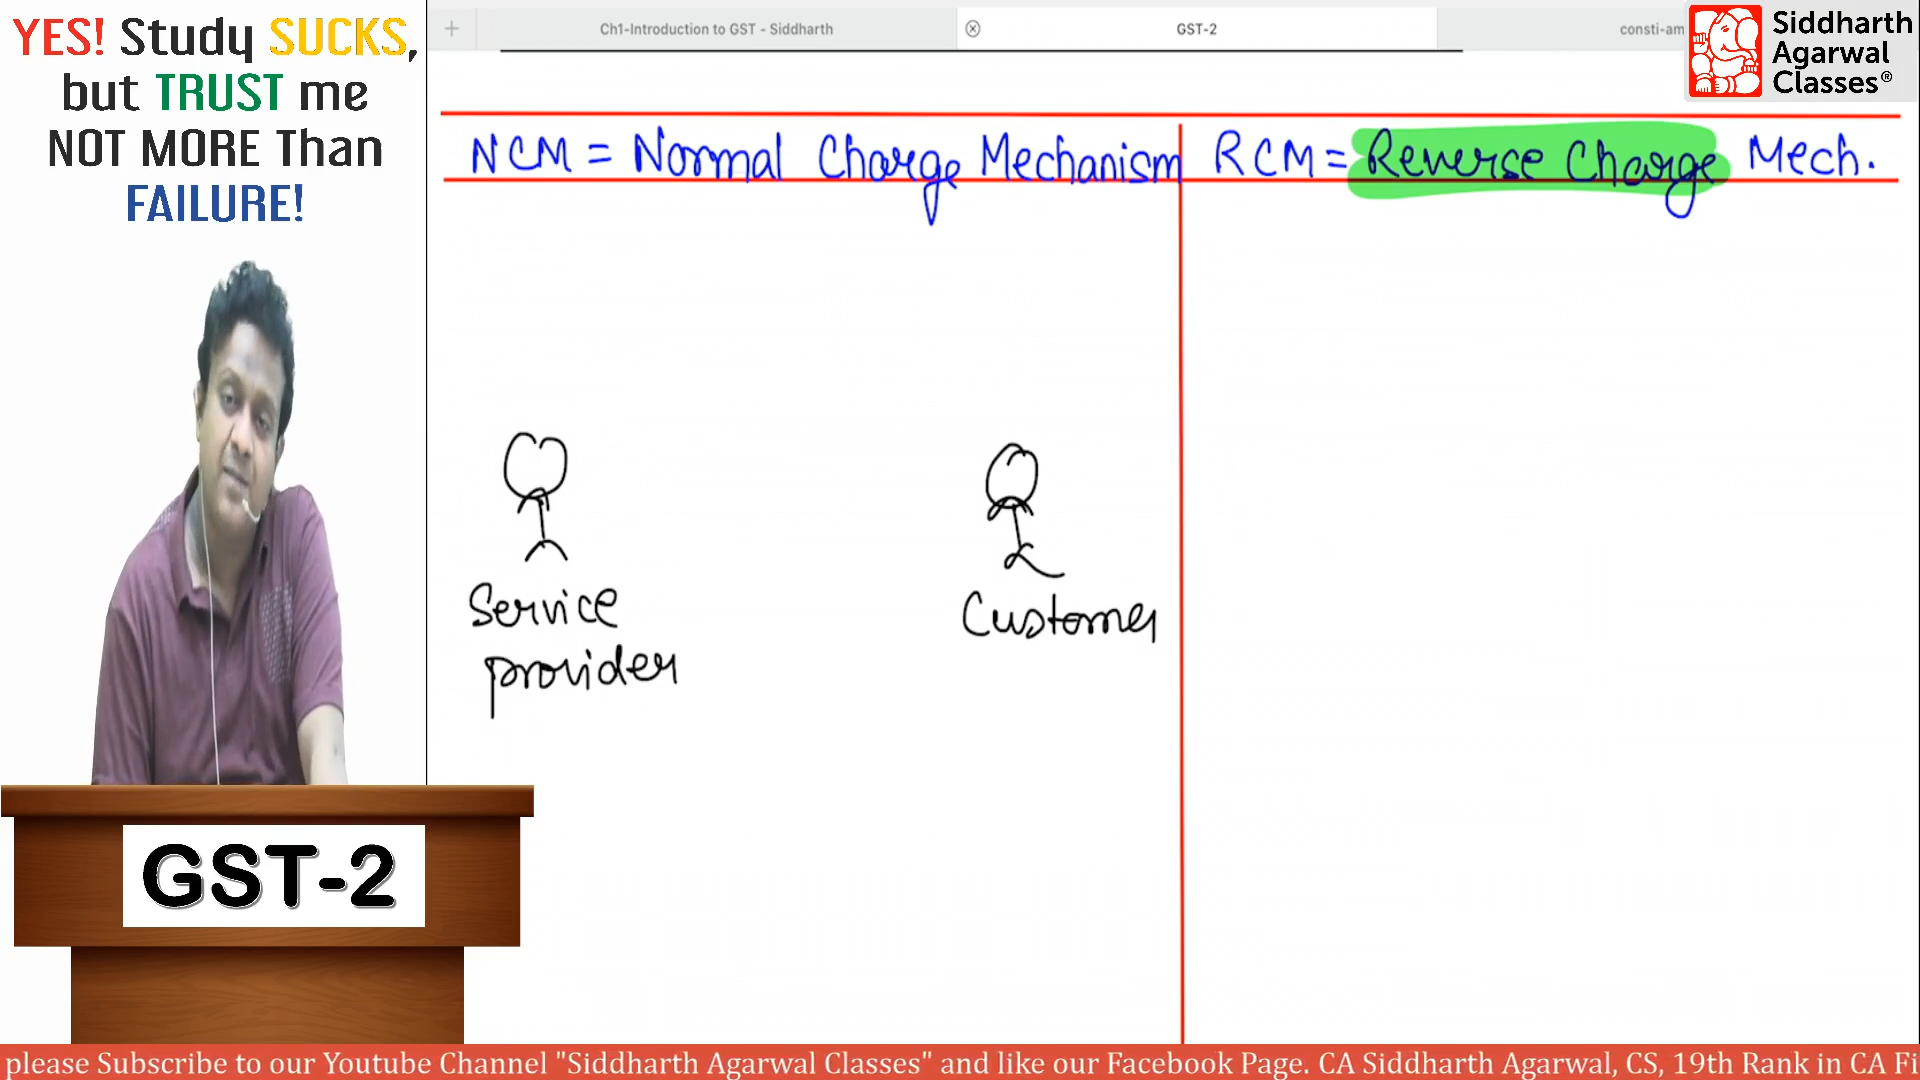 YES! Study SUCKS,
but TRUST me
NOT MORE Than
FAILURE!
Ch1-Introduction to GST - Siddharth
GST-2
consti-am
Siddharth
Agarwal
Classes®
NCM = Normal Charge Mechanism
RCM = Reverse Charge Mech.
Service
provider
Customer
GST-2
please Subscribe to our Youtube Channel "Siddharth Agarwal Classes" and like our Facebook Page. CA Siddharth Agarwal, CS, 19th Rank in CA Fi